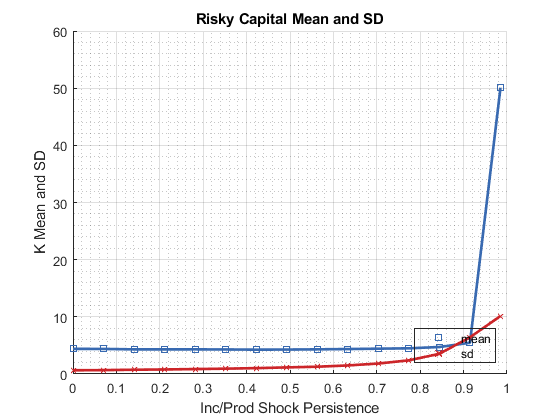 Risky Capital Mean and SD
60
50
40
30
20
10
0
K Mean and SD
mean
sd
0 0.1 0.2 0.3 0.4 0.5 0.6 0.7 0.8 0.9 1
Inc/Prod Shock Persistence